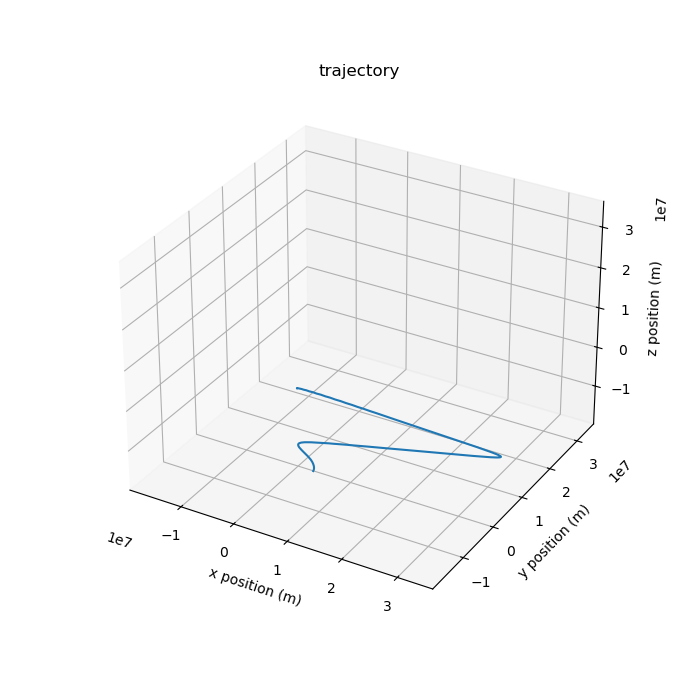 trajectory
1e7
3
2
1
0
−1
z position (m)
1e7
3
2
1
0
−1
y position (m)
1e7
−1
0
1
2
3
x position (m)